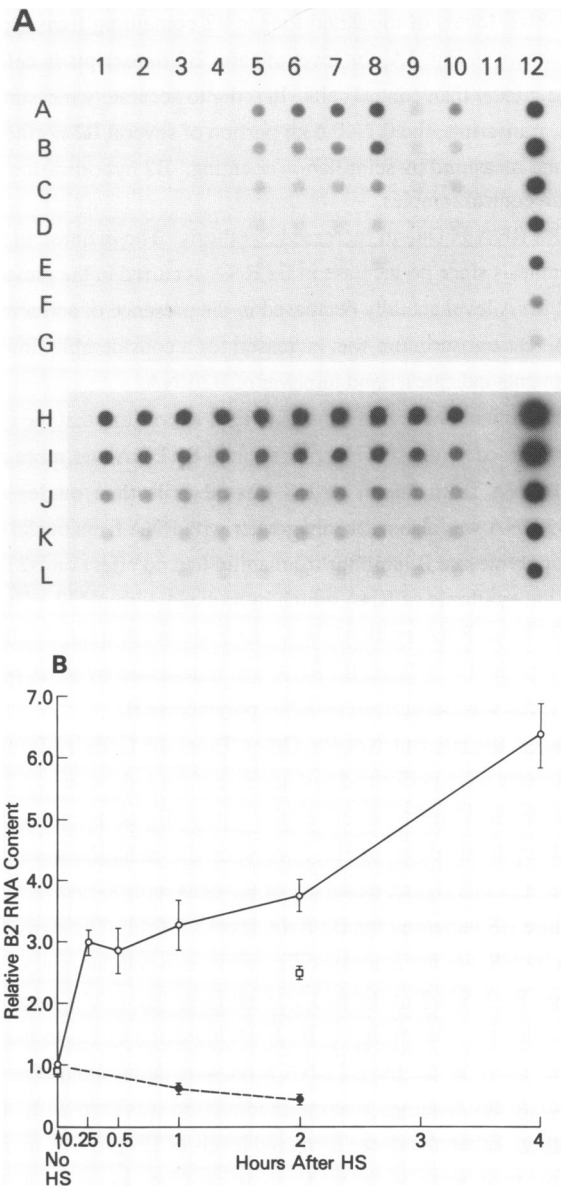 A
1 2 3 4 5 6 7 8 9 10 11 12
A
B
C
D
E
F
G
H
I
J
K
L
B
7.0
6.0
5.0
4.0
3.0
2.0
1.0
0
Relative B2 RNA Content
0.25 0.5 1 2 3 4
No
HS
Hours After HS